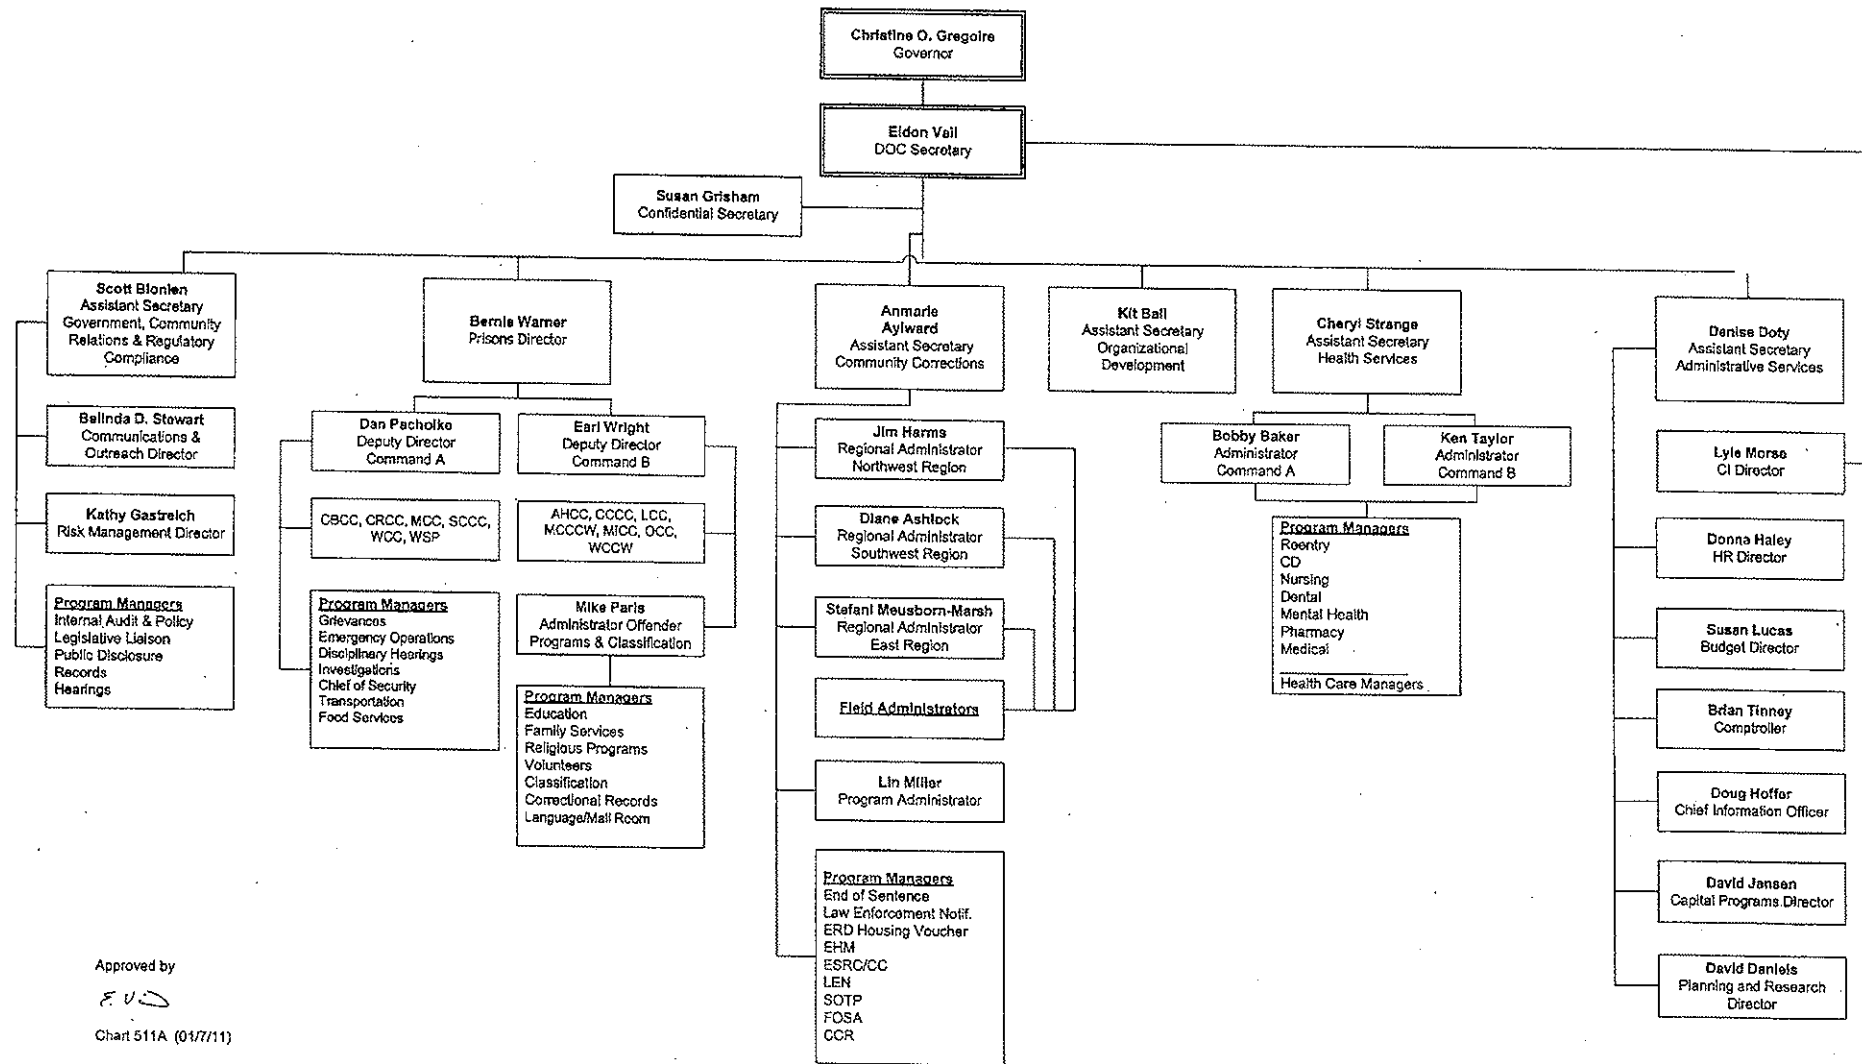 Christine O. Gregoire
Governor
Eldon Vail
DOC Secretary
Susan Grisham
Confidential Secretary
Scott Blonien
Assistant Secretary
Government, Community
Relations & Regulatory
Compliance
Belinda D. Stewart
Communications &
Outreach Director
Kathy Gastreich
Risk Management Director
Program Managers
Internal Audit & Policy
Legislative Liaison
Public Disclosure
Records
Hearings
Bernie Warner
Prisons Director
Dan Pacholke
Deputy Director
Command A
CBCC, CRCC, MCC, SCCC,
WCC, WSP
Program Managers
Grievances
Emergency Operations
Disciplinary Hearings
Investigations
Chief of Security
Transportation
Food Services
Earl Wright
Deputy Director
Command B
AHCC, CCCC, LCC,
MCCCW, MICC, OCC,
WCCW
Mike Paris
Administrator Offender
Programs & Classification
Program Managers
Education
Family Services
Religious Programs
Volunteers
Classification
Correctional Records
Language/Mail Room
Anmarie
Aylward
Assistant Secretary
Community Corrections
Jim Harms
Regional Administrator
Northwest Region
Diane Ashlock
Regional Administrator
Southwest Region
Stefani Meusborn-Marsh
Regional Administrator
East Region
Field Administrators
Lin Miller
Program Administrator
Program Managers
End of Sentence
Law Enforcement Notif.
ERD Housing Voucher
EHM
ESRC/CC
LEN
SOTP
FOSA
CCR
Kit Bail
Assistant Secretary
Organizational
Development
Cheryl Strange
Assistant Secretary
Health Services
Bobby Baker
Administrator
Command A
Ken Taylor
Administrator
Command B
Program Managers
Reentry
CD
Nursing
Dental
Mental Health
Pharmacy
Medical
Health Care Managers
Denise Doty
Assistant Secretary
Administrative Services
Lyle Morse
CI Director
Donna Haley
HR Director
Susan Lucas
Budget Director
Brian Tinney
Comptroller
Doug Hoffer
Chief Information Officer
David Jansen
Capital Programs Director
David Daniels
Planning and Research
Director
Approved by
Chart 511A (01/7/11)